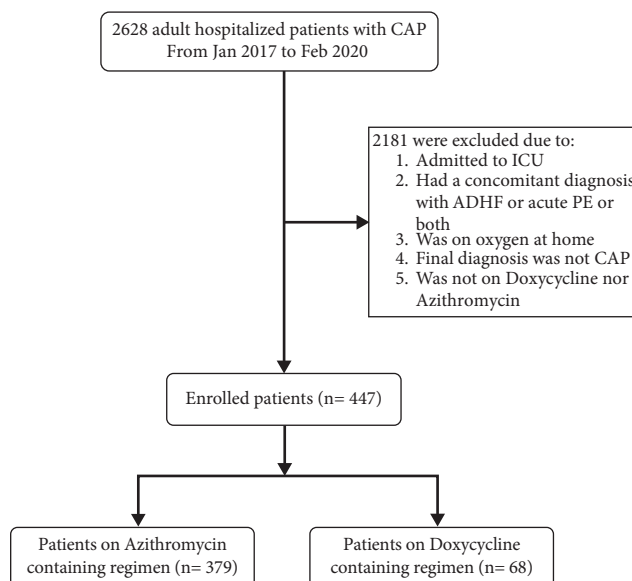 2628 adult hospitalized patients with CAP
From Jan 2017 to Feb 2020
2181 were excluded due to:
1. Admitted to ICU
2. Had a concomitant diagnosis
with ADHF or acute PE or
both
3. Was on oxygen at home
4. Final diagnosis was not CAP
5. Was not on Doxycycline nor
Azithromycin
Enrolled patients (n= 447)
Patients on Azithromycin
containing regimen (n= 379)
Patients on Doxycycline
containing regimen (n= 68)